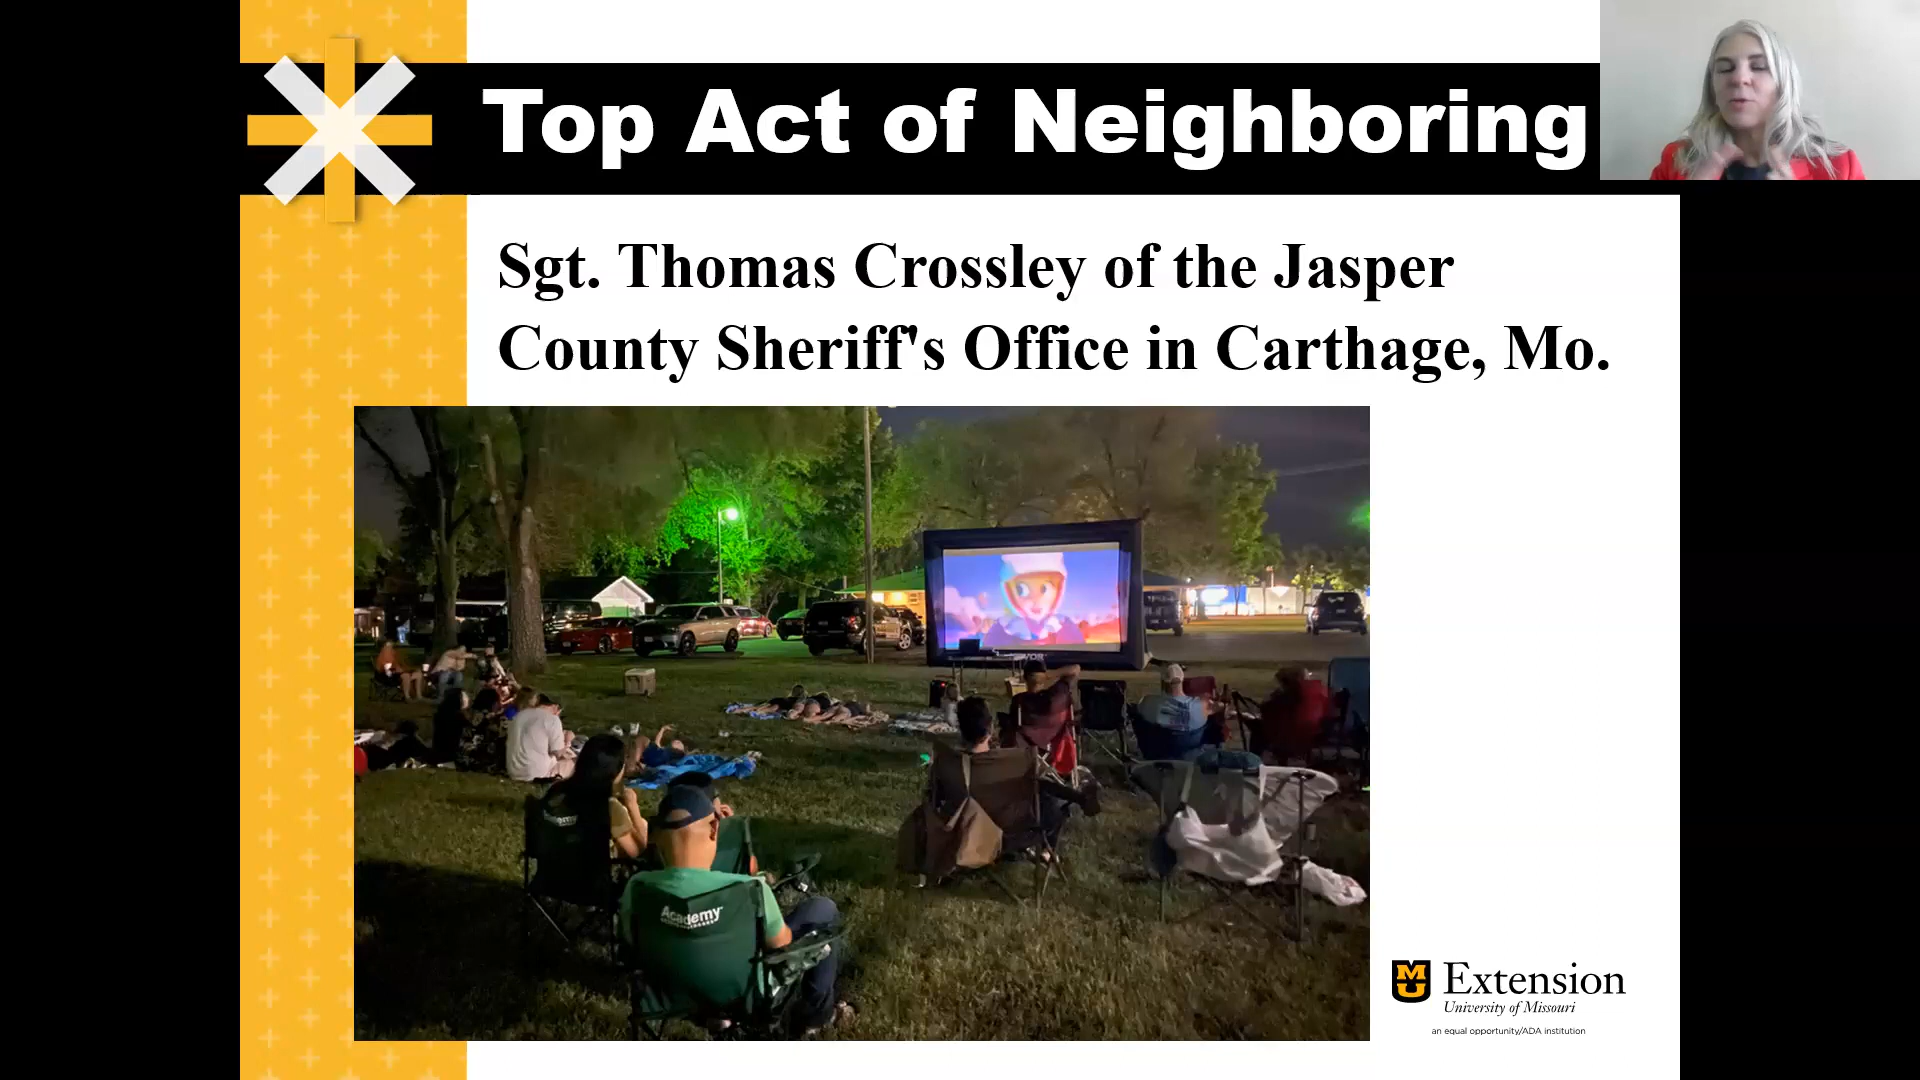 Top Act of Neighboring
Sgt. Thomas Crossley of the Jasper
County Sheriff's Office in Carthage, Mo.
Academy
MU
Extension
University of Missouri
an equal opportunity/ADA institution